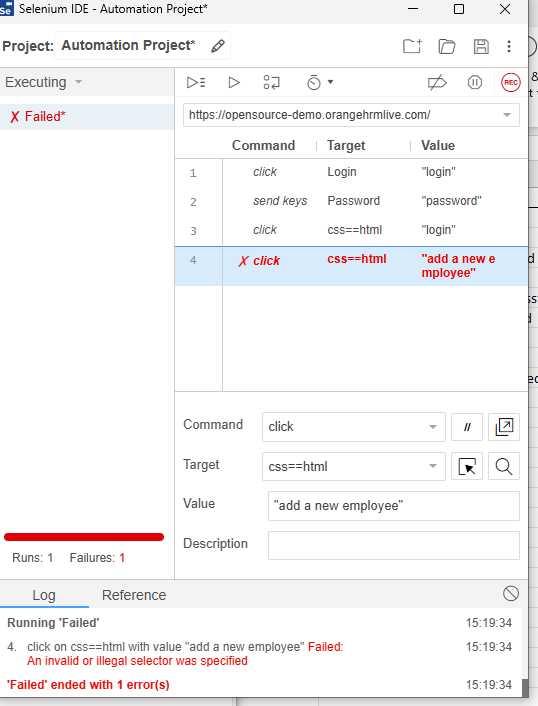 Se Selenium IDE - Automation Project*
Project: Automation Project*
Executing
REC
✗ Failed*
https://opensource-demo.orangehrmlive.com/
Command Target Value
1 click Login "login"
2 send keys Password "password"
3 click css==html "login"
4 ✗ click css==html "add a new e
mployee"
Command click //
Target css==html
Value "add a new employee"
Description
Runs: 1 Failures: 1
Log Reference
Running 'Failed' 15:19:34
4. click on css==html with value "add a new employee" Failed: 15:19:34
An invalid or illegal selector was specified
'Failed' ended with 1 error(s) 15:19:34